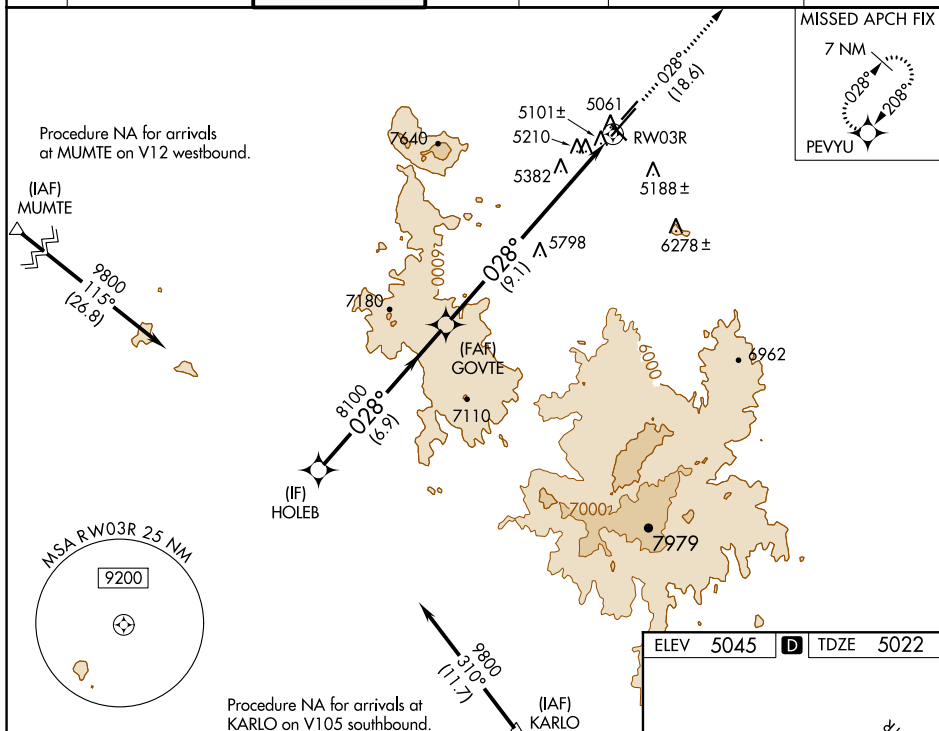 MISSED APCH FIX
7 NM
028°
208°
PEVYU
028°
(18.6)
5101±
5061
5210
RW03R
5382
5188±
7640
Procedure NA for arrivals
at MUMTE on V12 westbound.
(IAF)
MUMTE
9800
115°
(26.8)
6278±
5798
028°
(9.1)
6000
7180
(FAF)
GOVTE
6000
6962
8100
028°
(6.9)
7110
(IF)
HOLEB
7000
7979
MSA RW03R 25 NM
9200
9800
310°
(11.7)
ELEV 5045 D TDZE 5022
Procedure NA for arrivals at
KARLO on V105 southbound.
(IAF)
KARLO